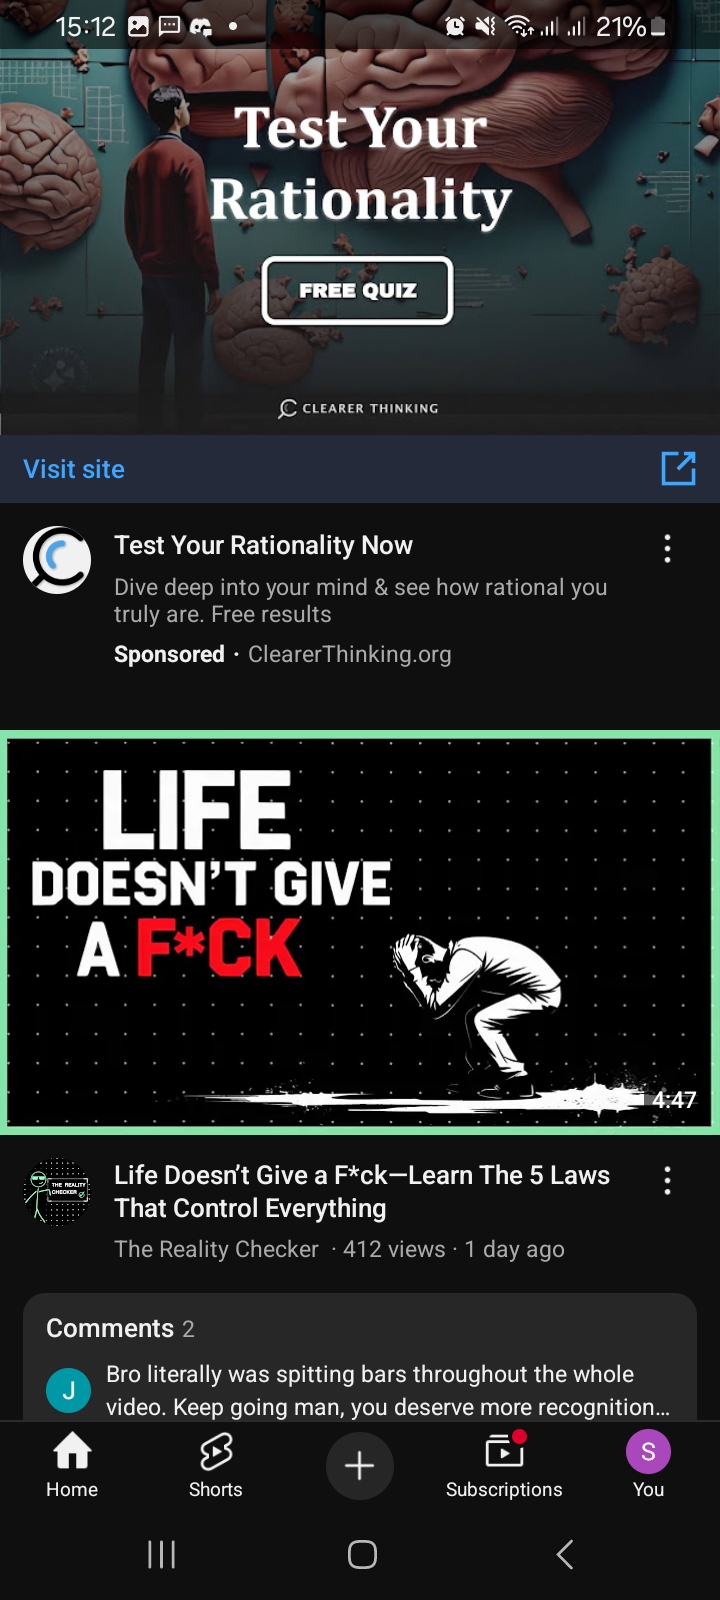 15:12
21%
Test Your
Rationality
FREE QUIZ
CLEARER THINKING
Visit site
Test Your Rationality Now
Dive deep into your mind & see how rational you
truly are. Free results
Sponsored · ClearerThinking.org
LIFE
DOESN'T GIVE
A F*CK
4:47
THE REALITY
CHECKER
Life Doesn’t Give a F*ck—Learn The 5 Laws
That Control Everything
The Reality Checker · 412 views · 1 day ago
Comments 2
J
Bro literally was spitting bars throughout the whole
video. Keep going man, you deserve more recognition...
Home
Shorts
Subscriptions
S
You